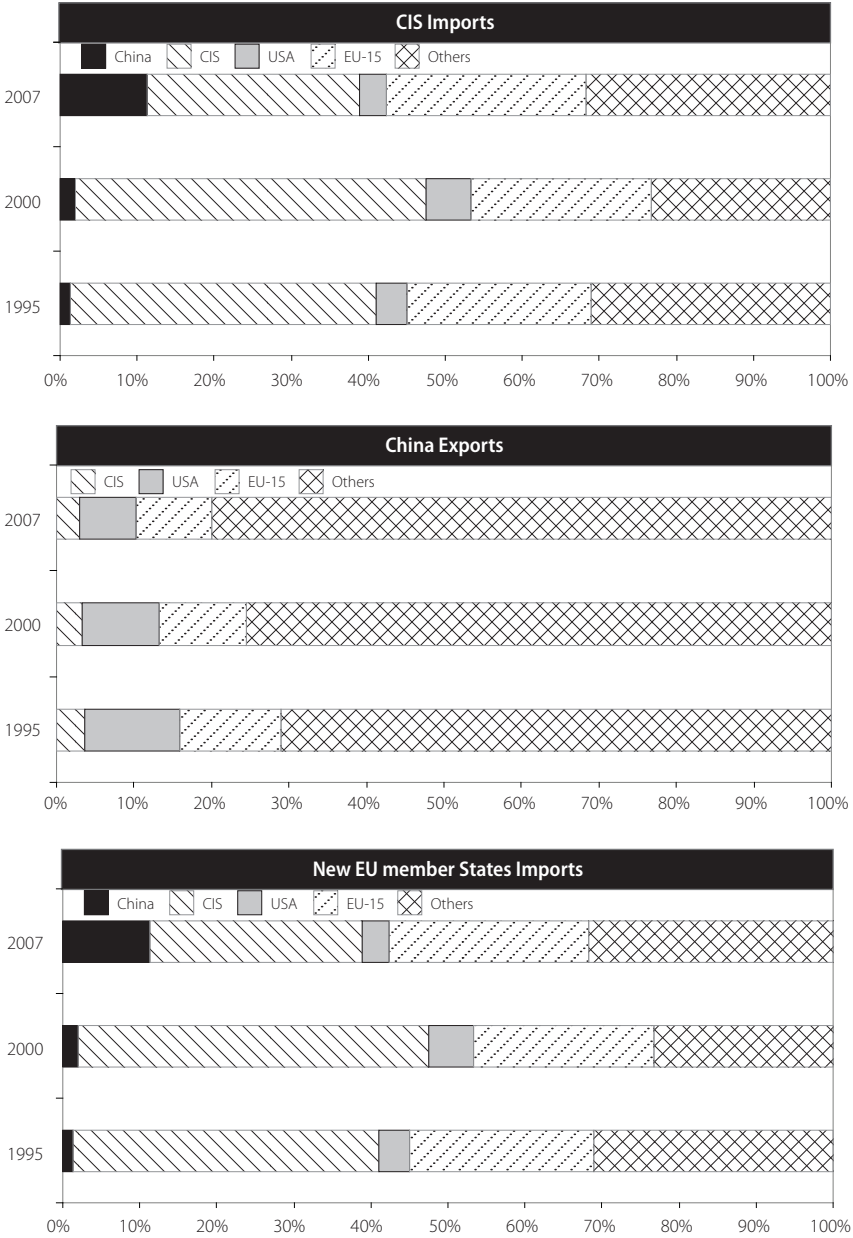 CIS Imports
China CIS USA EU-15 Others
2007
2000
1995
0% 10% 20% 30% 40% 50% 60% 70% 80% 90% 100%
China Exports
CIS USA EU-15 Others
2007
2000
1995
0% 10% 20% 30% 40% 50% 60% 70% 80% 90% 100%
New EU member States Imports
China CIS USA EU-15 Others
2007
2000
1995
0% 10% 20% 30% 40% 50% 60% 70% 80% 90% 100%